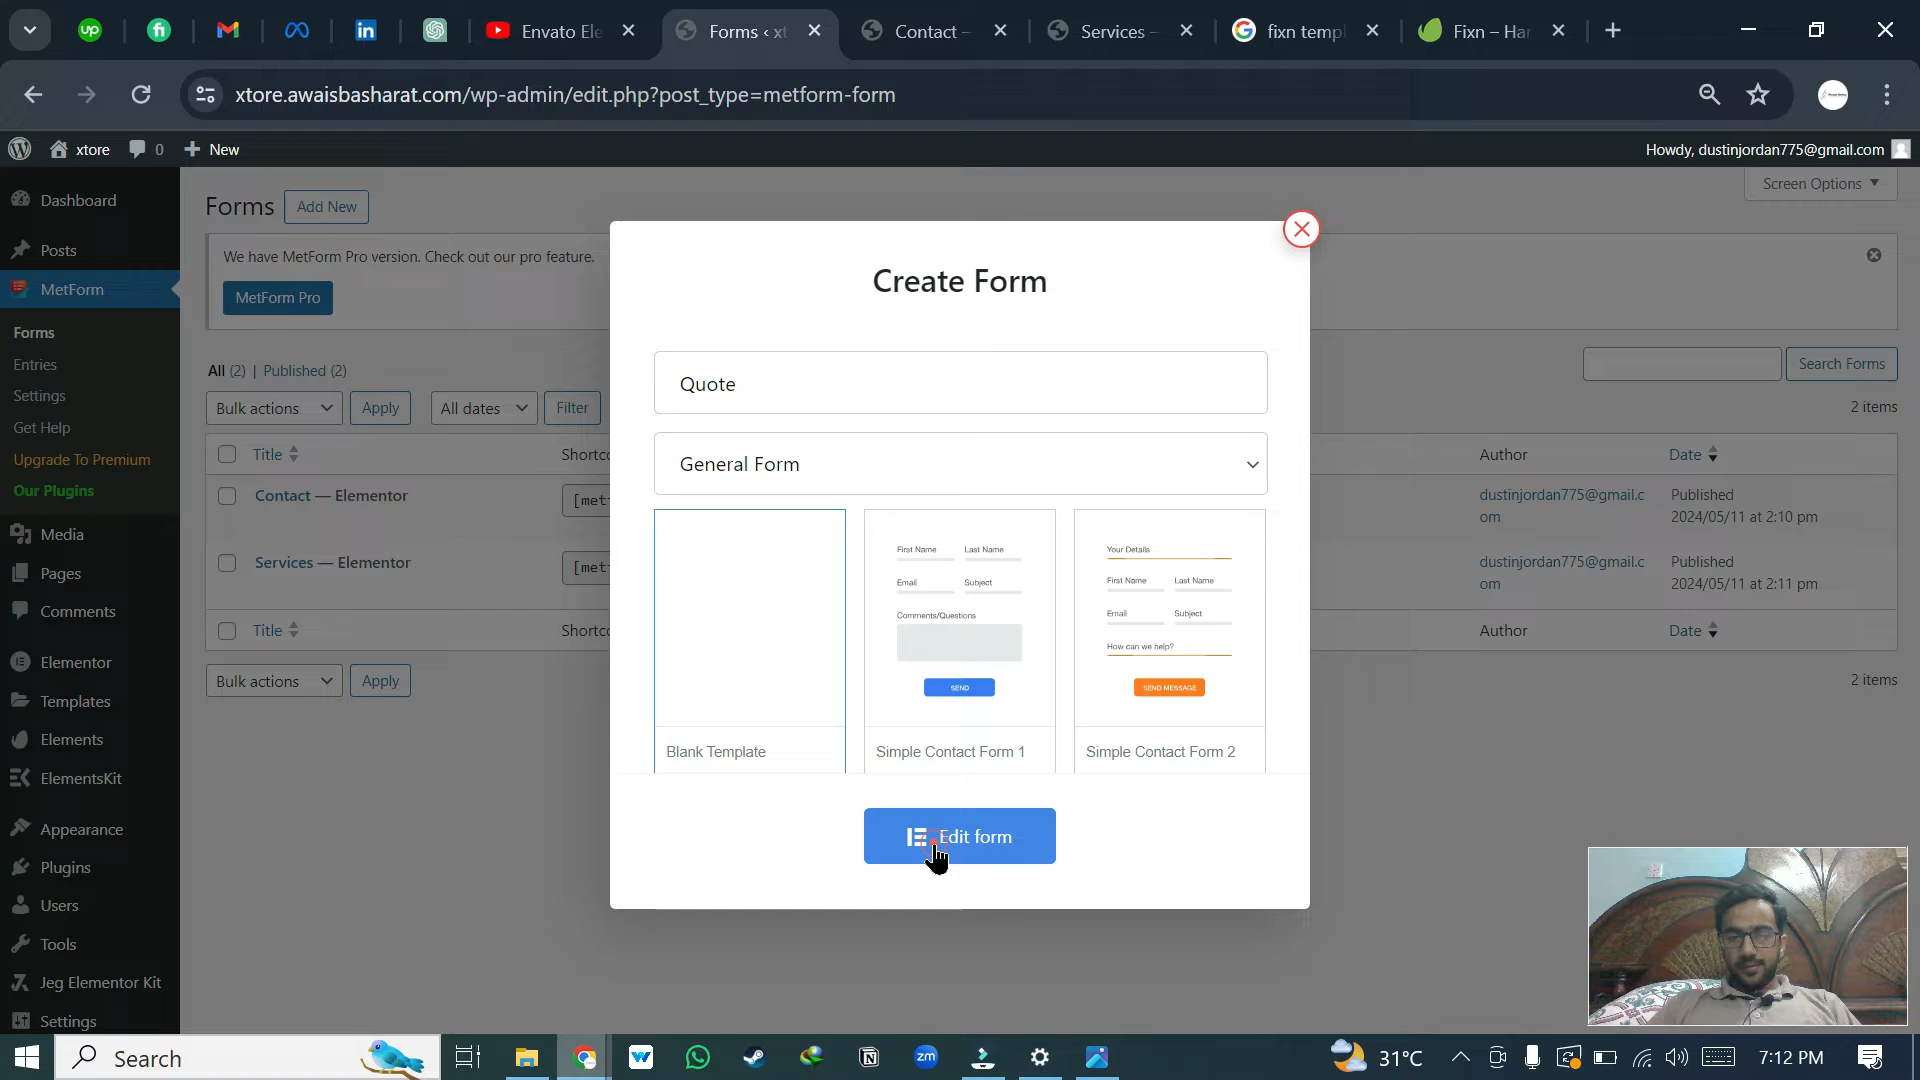 up
fi
Envato Ele
Forms ‹ xt
Contact –
Services –
fixn templ
Fixn – Har
xtore.awaisbasharat.com/wp-admin/edit.php?post_type=metform-form
xtore
0
New
Howdy, dustinjordan775@gmail.com
Dashboard
Posts
MetForm
Forms
Entries
Settings
Get Help
Upgrade To Premium
Our Plugins
Media
Pages
Comments
Elementor
Templates
Elements
ElementsKit
Appearance
Plugins
Users
Tools
Jeg Elementor Kit
Settings
Screen Options
Forms
Add New
We have MetForm Pro version. Check out our pro feature.
MetForm Pro
All (2) | Published (2)
Search Forms
Bulk actions
Apply
All dates
Filter
2 items
Title
Shortco
Author
Date
Contact — Elementor
[met
dustinjordan775@gmail.c
om
Published
2024/05/11 at 2:10 pm
Services — Elementor
[met
dustinjordan775@gmail.c
om
Published
2024/05/11 at 2:11 pm
Title
Shortco
Author
Date
Bulk actions
Apply
2 items
Create Form
Quote
General Form
First Name
Last Name
Email
Subject
Comments/Questions
SEND
Your Details
First Name
Last Name
Email
Subject
How can we help?
SEND MESSAGE
Blank Template
Simple Contact Form 1
Simple Contact Form 2
Edit form
Search
zm
31°C
7:12 PM